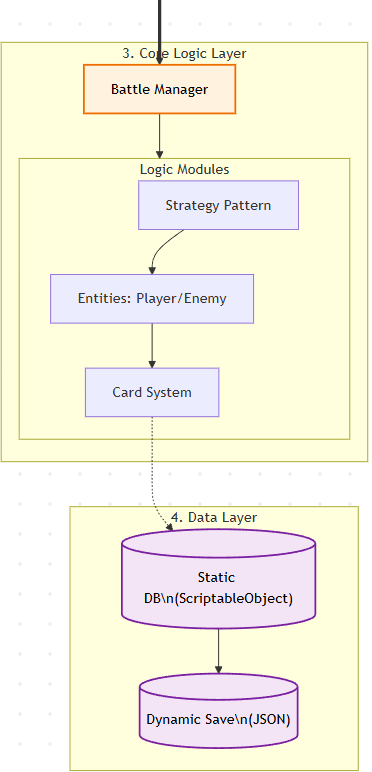 3. Core Logic Layer
Battle Manager
Logic Modules
Strategy Pattern
Entities: Player/Enemy
Card System
4. Data Layer
Static
DB\n(ScriptableObject)
Dynamic Save\n(JSON)